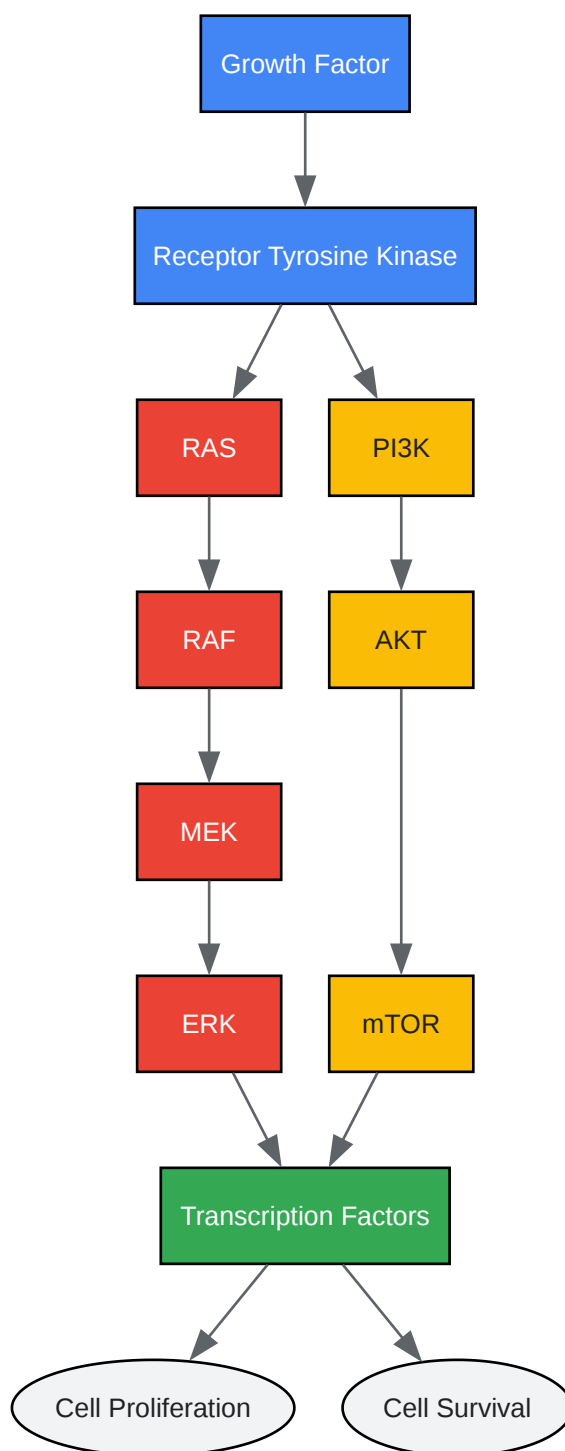 Growth Factor
Receptor Tyrosine Kinase
RAS
PI3K
RAF
AKT
MEK
ERK
mTOR
Transcription Factors
Cell Proliferation
Cell Survival